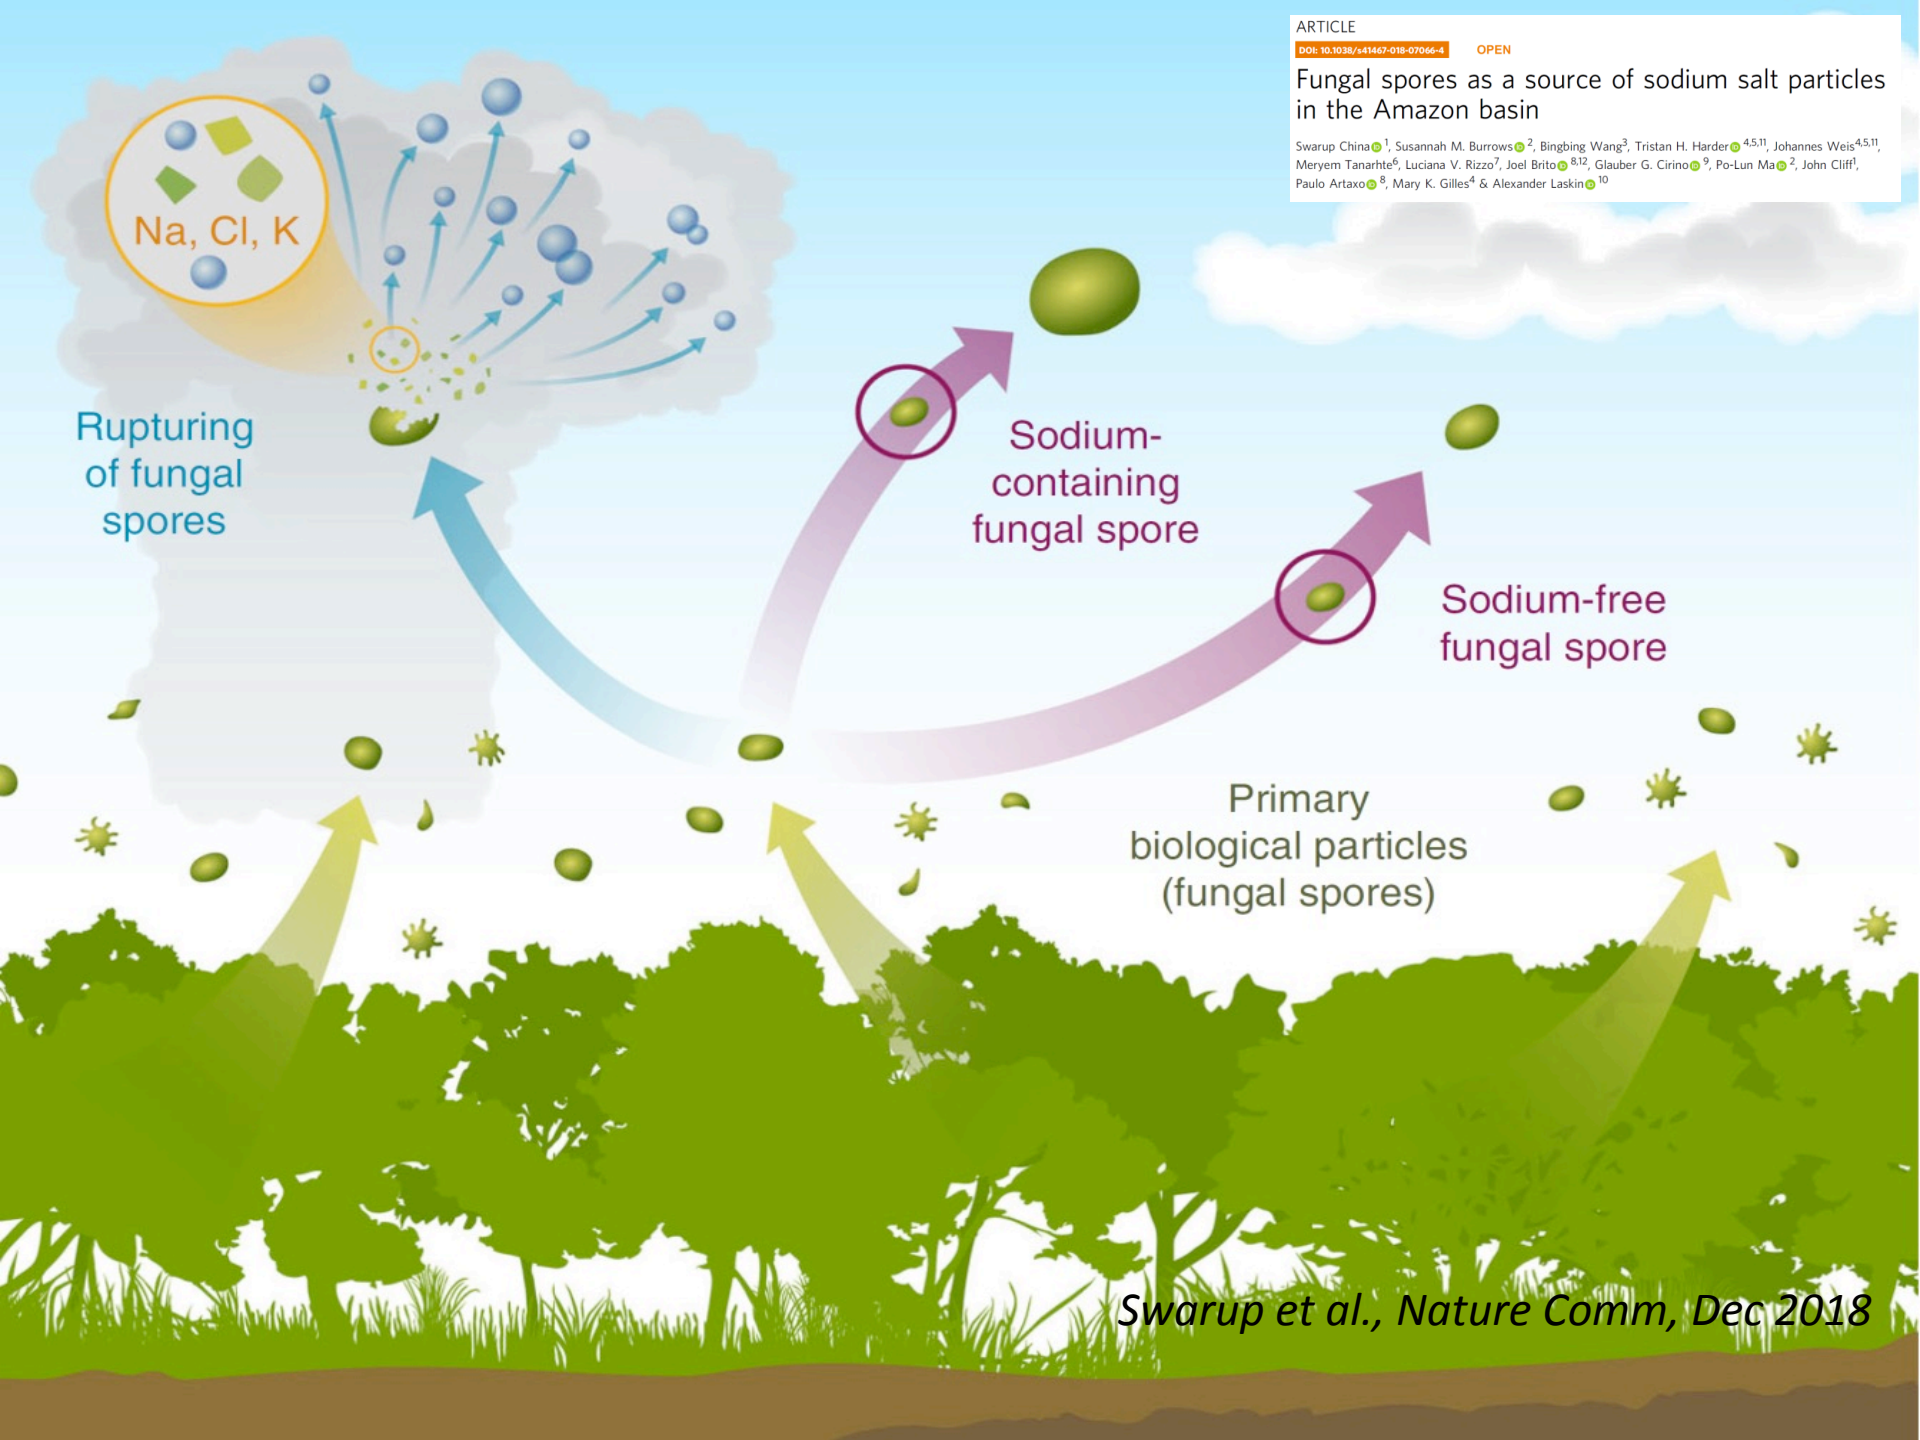 ARTICLE
DOI: 10.1038/s41467-018-07066-4 OPEN
Fungal spores as a source of sodium salt particles
in the Amazon basin
Swarup China 1, Susannah M. Burrows 2, Bingbing Wang3, Tristan H. Harder 4,5,11, Johannes Weis4,5,11,
Meryem Tanarhte6, Luciana V. Rizzo7, Joel Brito 8,12, Glauber G. Cirino 9, Po-Lun Ma 2, John Cliff1,
Paulo Artaxo 8, Mary K. Gilles4 & Alexander Laskin 10
Na, Cl, K
Rupturing
of fungal
spores
Sodium-
containing
fungal spore
Sodium-free
fungal spore
Primary
biological particles
(fungal spores)
Swarup et al., Nature Comm, Dec 2018